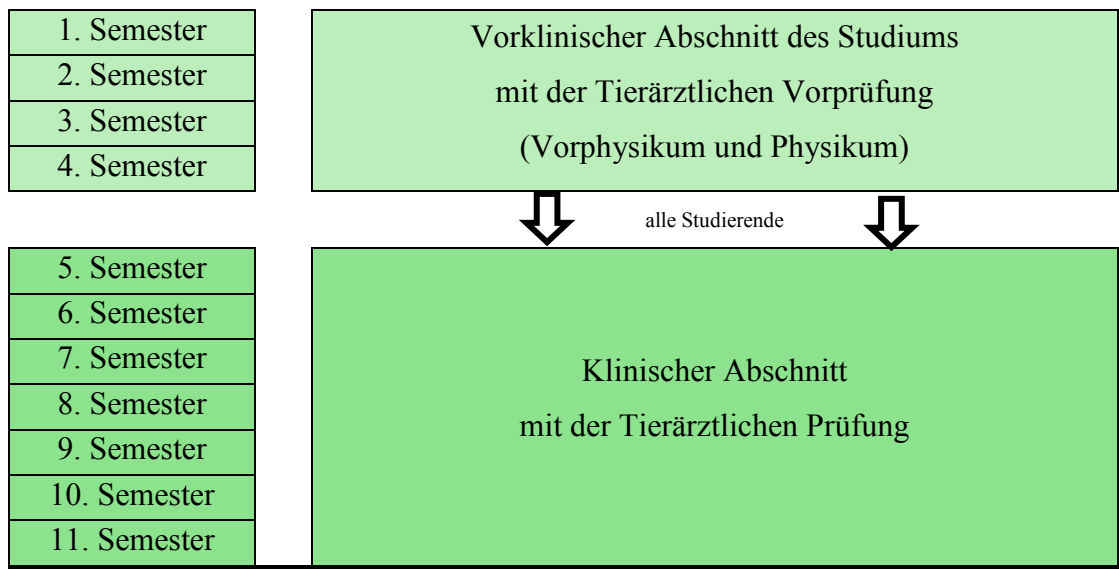 1. Semester
2. Semester
3. Semester
4. Semester
Vorklinischer Abschnitt des Studiums
mit der Tierärztlichen Vorprüfung
(Vorphysikum und Physikum)
alle Studierende
5. Semester
6. Semester
7. Semester
8. Semester
9. Semester
10. Semester
11. Semester
Klinischer Abschnitt
mit der Tierärztlichen Prüfung